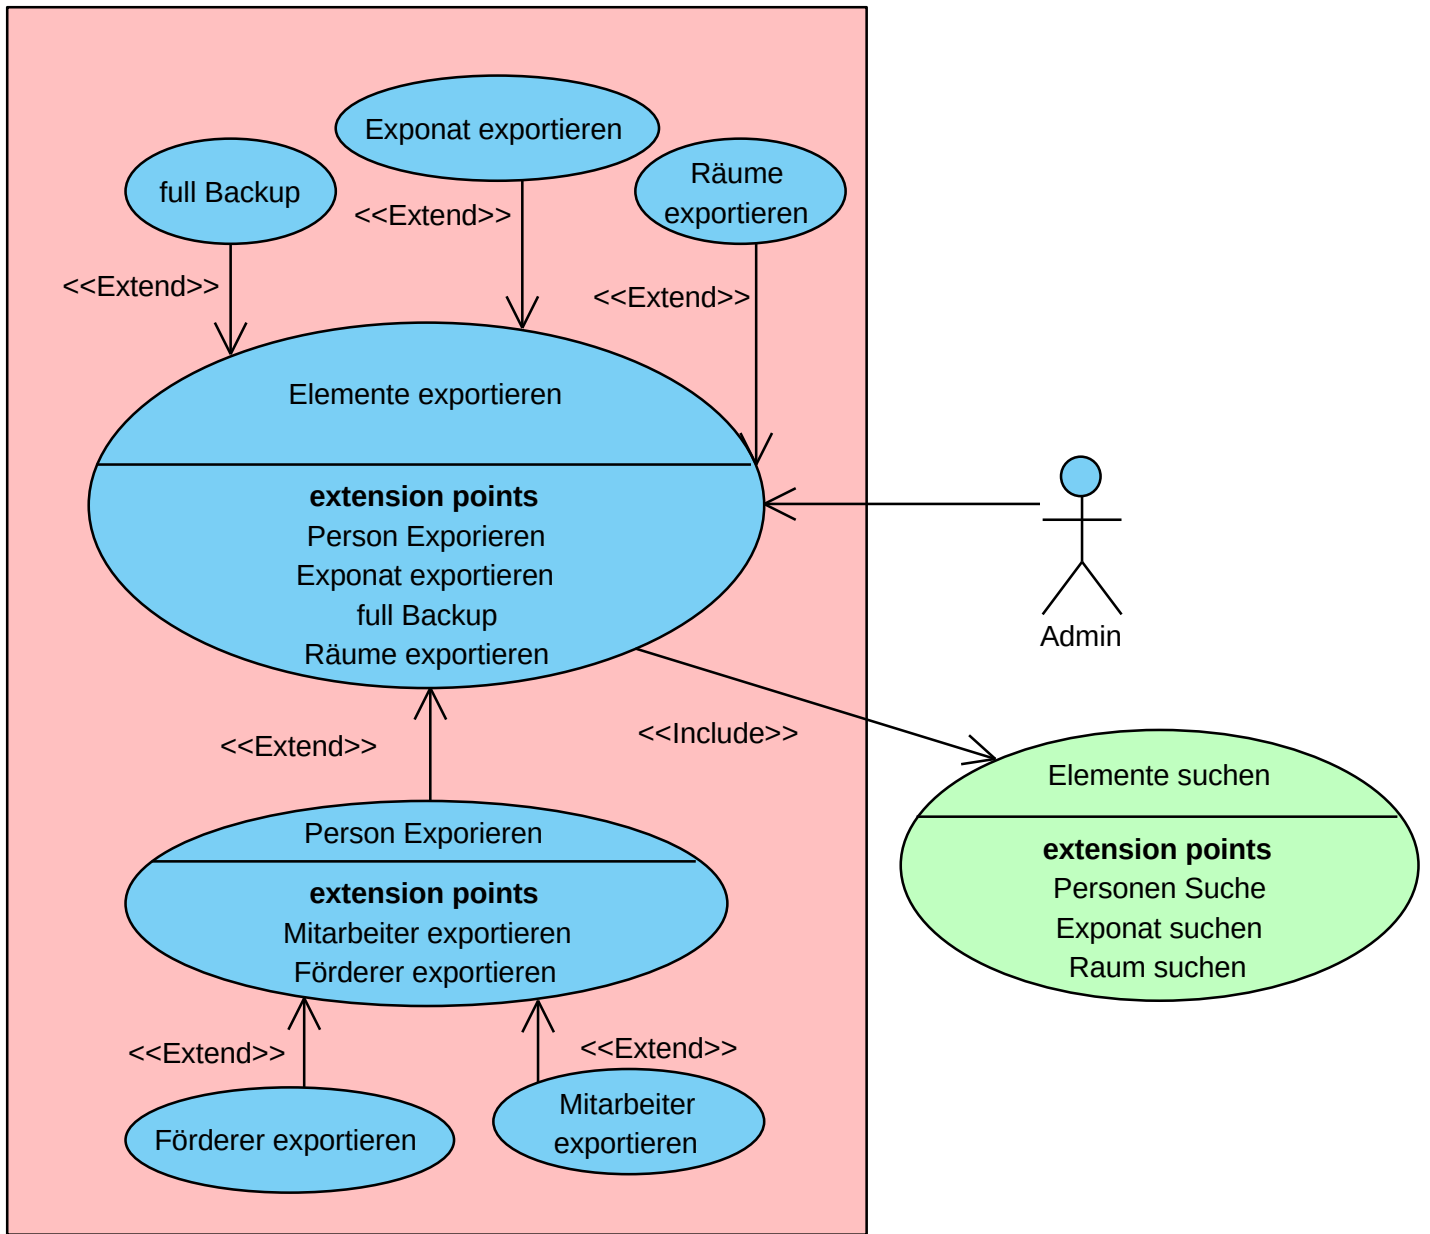 Exponat exportieren
full Backup
Räume
exportieren
<<Extend>>
<<Extend>>
<<Extend>>
Elemente exportieren
extension points
Person Exporieren
Exponat exportieren
full Backup
Räume exportieren
Admin
<<Extend>>
<<Include>>
Elemente suchen
extension points
Personen Suche
Exponat suchen
Raum suchen
Person Exporieren
extension points
Mitarbeiter exportieren
Förderer exportieren
<<Extend>>
<<Extend>>
Förderer exportieren
Mitarbeiter
exportieren